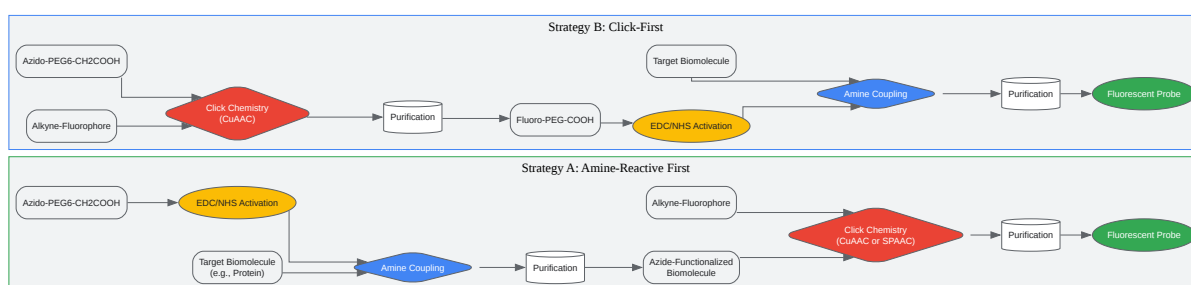 Strategy B: Click-First
Azido-PEG6-CH2COOH
Target Biomolecule
Click Chemistry
(CuAAC)
Amine Coupling
Purification
Fluorescent Probe
Purification
Alkyne-Fluorophore
Fluoro-PEG-COOH
EDC/NHS Activation
Strategy A: Amine-Reactive First
Azido-PEG6-CH2COOH
EDC/NHS Activation
Alkyne-Fluorophore
Click Chemistry
(CuAAC or SPAAC)
Purification
Fluorescent Probe
Target Biomolecule
(e.g., Protein)
Amine Coupling
Purification
Azide-Functionalized
Biomolecule